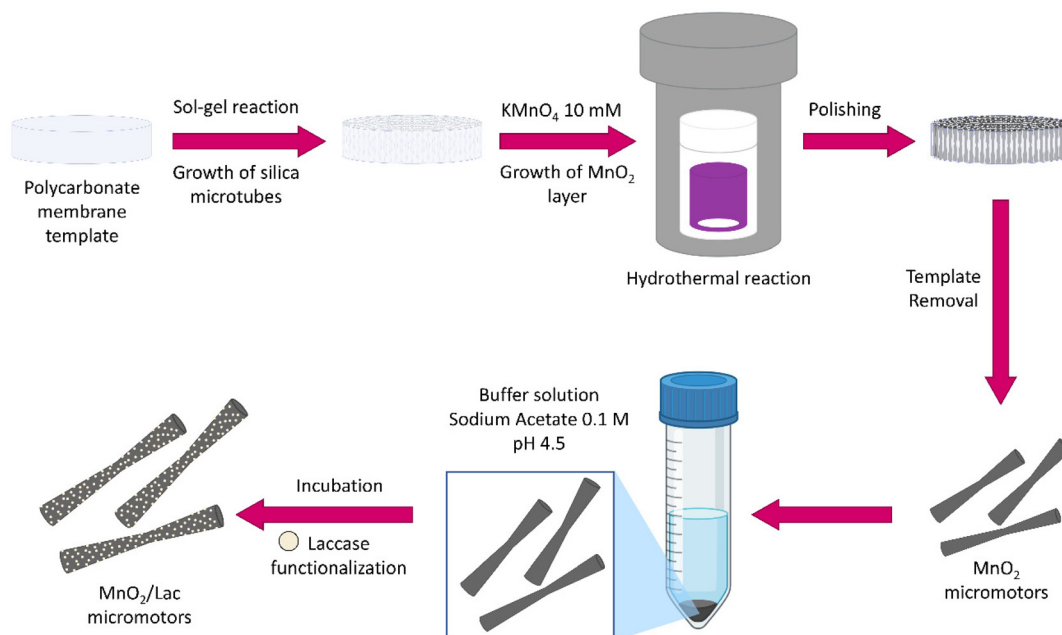 Polycarbonate
membrane
template
Sol-gel reaction
Growth of silica
microtubes
KMnO₄ 10 mM
Growth of MnO₂
layer
Hydrothermal reaction
Polishing
Template
Removal
MnO₂
micromotors
Buffer solution
Sodium Acetate 0.1 M
pH 4.5
Incubation
Laccase
functionalization
MnO₂/Lac
micromotors